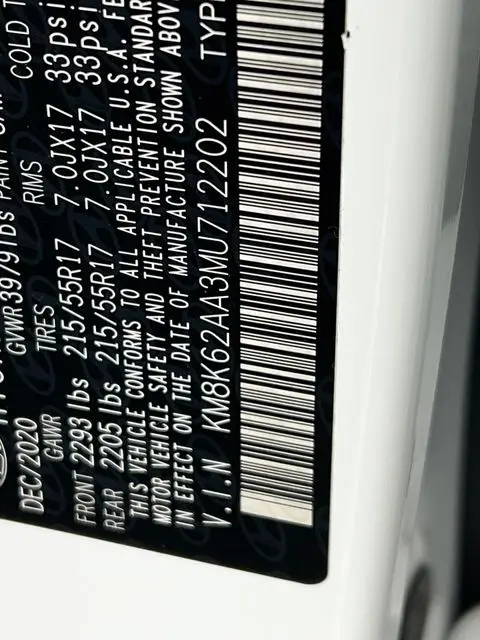 DEC/2020 GVWR 3979 lbs PAINT
GAWR TIRES RIMS COLD T
FRONT 2293 lbs 215/55R17 7.0JX17 33psi
REAR 2205 lbs 215/55R17 7.0JX17 33psi
THIS VEHICLE CONFORMS TO ALL APPLICABLE U.S.A. FE
MOTOR VEHICLE SAFETY AND THEFT PREVENTION STANDAR
IN EFFECT ON THE DATE OF MANUFACTURE SHOWN ABOV
V.I.N KM8K62AA3MU712202 TYP